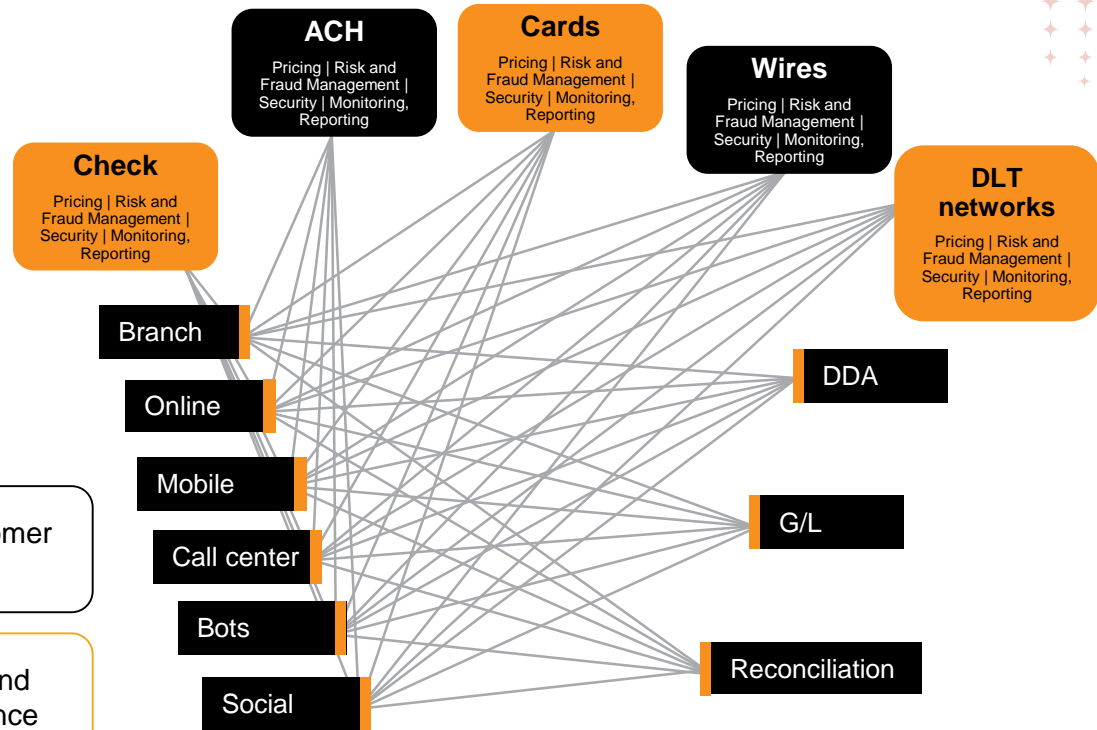 ACH
Pricing | Risk and
Fraud Management |
Security | Monitoring,
Reporting
Cards
Pricing | Risk and
Fraud Management |
Security | Monitoring,
Reporting
Wires
Pricing | Risk and
Fraud Management |
Security | Monitoring,
Reporting
Check
Pricing | Risk and
Fraud Management |
Security | Monitoring,
Reporting
DLT
networks
Pricing | Risk and
Fraud Management |
Security | Monitoring,
Reporting
Branch
Online
Mobile
Call center
Bots
Social
DDA
G/L
Reconciliation